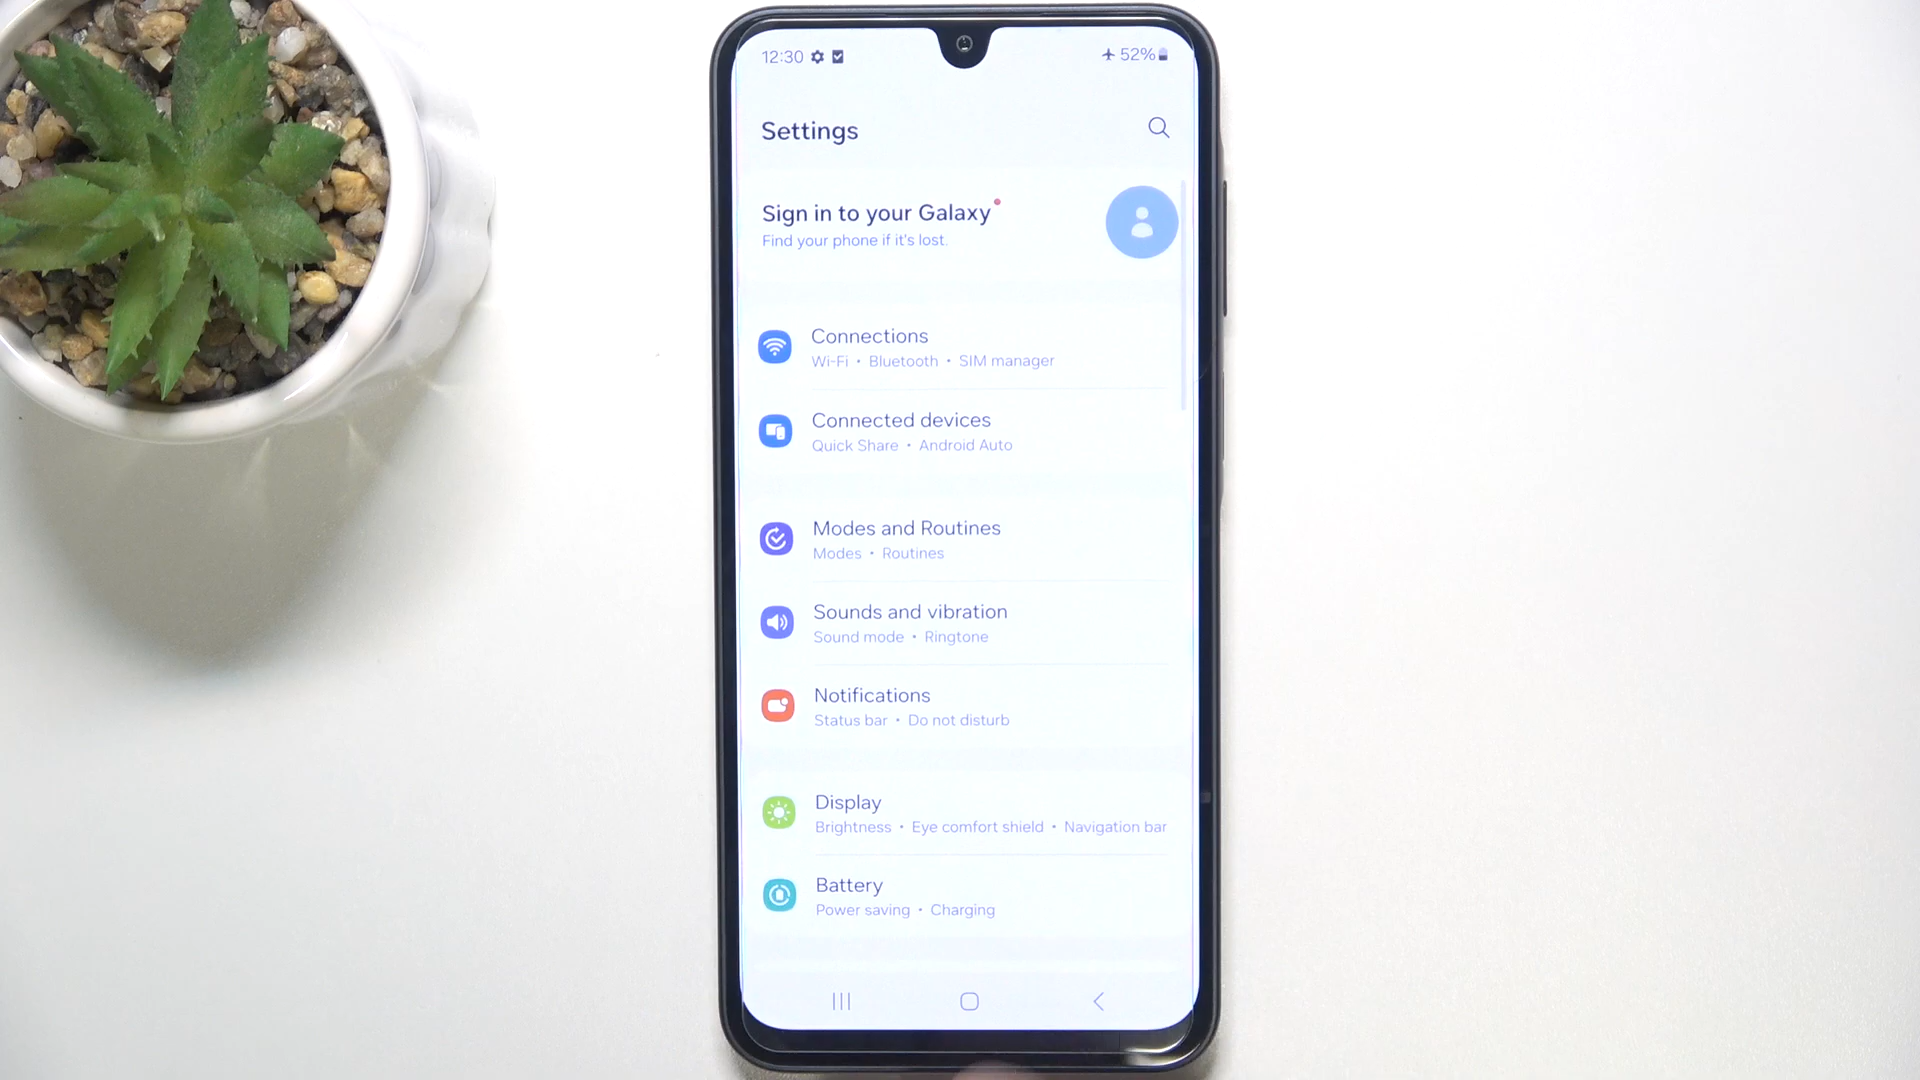 12:30 52%
Settings
Sign in to your Galaxy
Find your phone if it's lost.
Connections
Wi-Fi • Bluetooth • SIM manager
Connected devices
Quick Share • Android Auto
Modes and Routines
Modes • Routines
Sounds and vibration
Sound mode • Ringtone
Notifications
Status bar • Do not disturb
Display
Brightness • Eye comfort shield • Navigation bar
Battery
Power saving • Charging